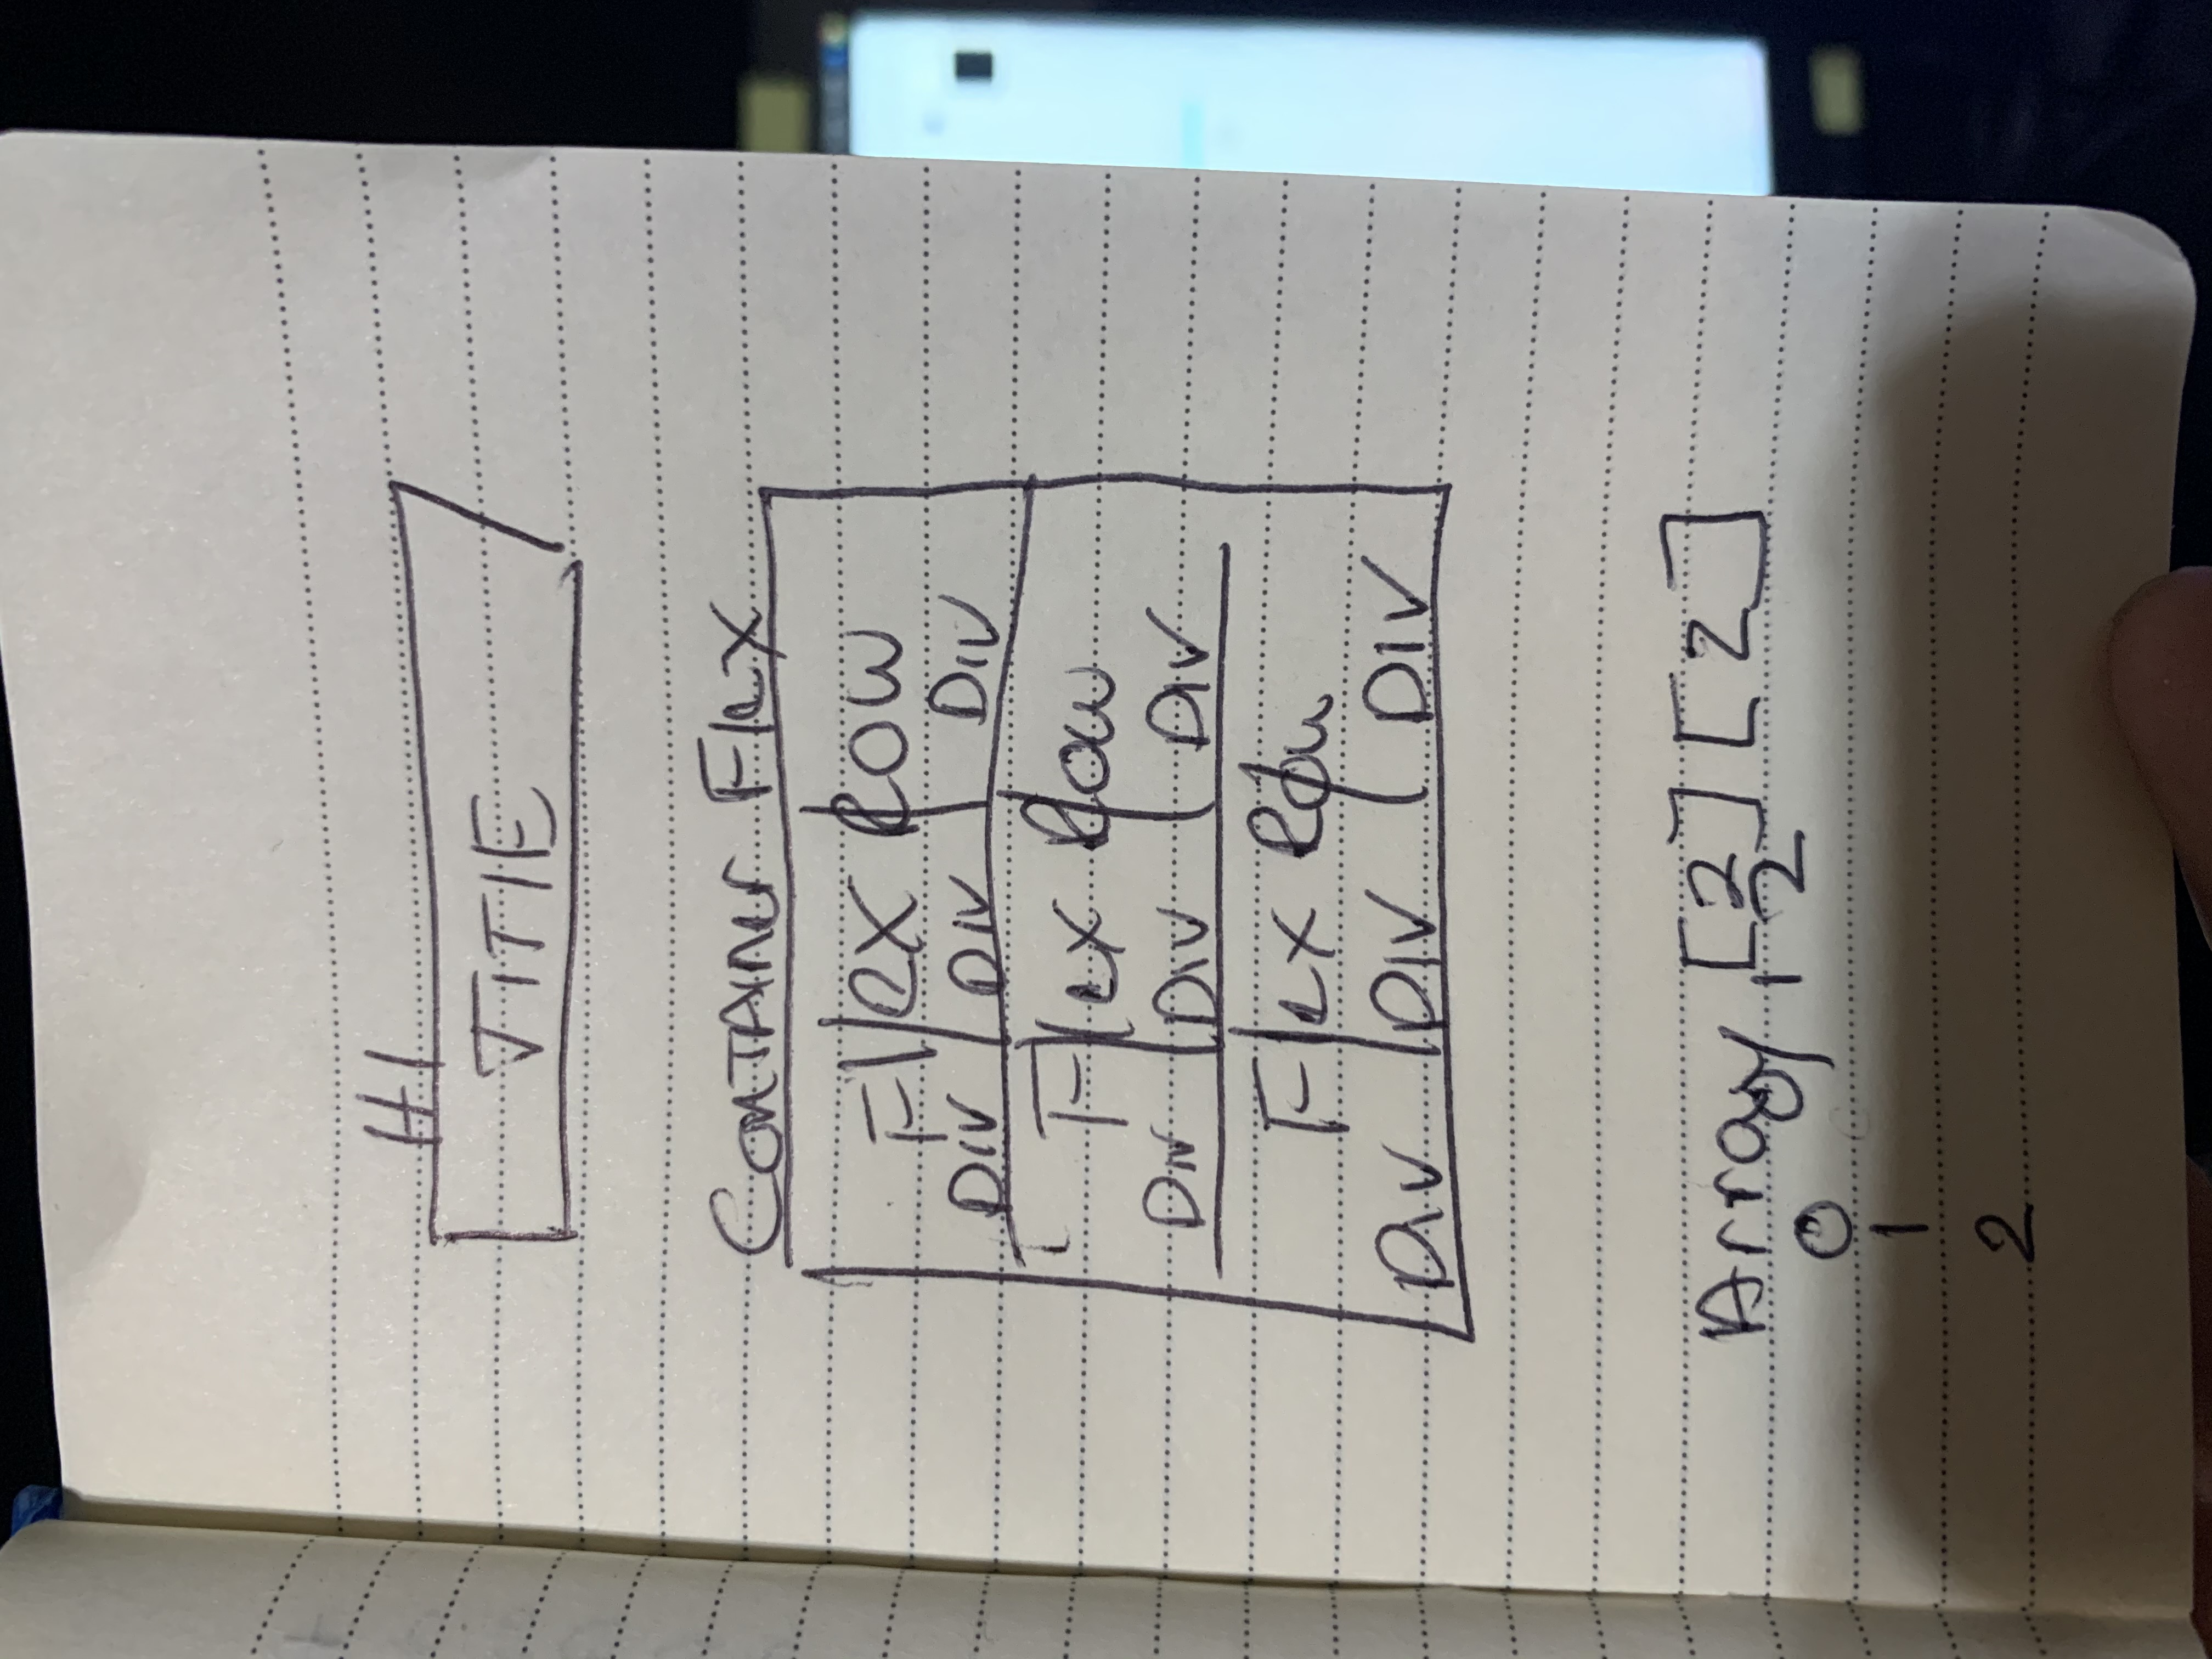 H1
TITlE
CONTAINer Flex
Flex ROW
DIV DIV DIV
Flex Row
DIV DIV DIV
Flex Row
DIV DIV DIV
Array [2] [2]
0 1 2
0
1
2